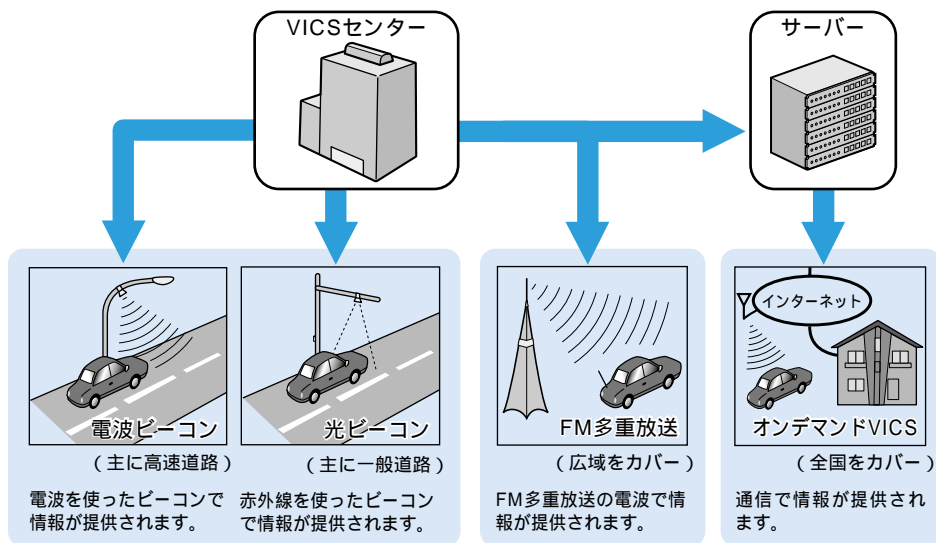 VICSセンター
サーバー
電波ビーコン
(主に高速道路)
電波を使ったビーコンで
情報が提供されます。
光ビーコン
(主に一般道路)
赤外線を使ったビーコン
で情報が提供されます。
FM多重放送
(広域をカバー)
FM多重放送の電波で情
報が提供されます。
インターネット
オンデマンドVICS
(全国をカバー)
通信で情報が提供され
ます。